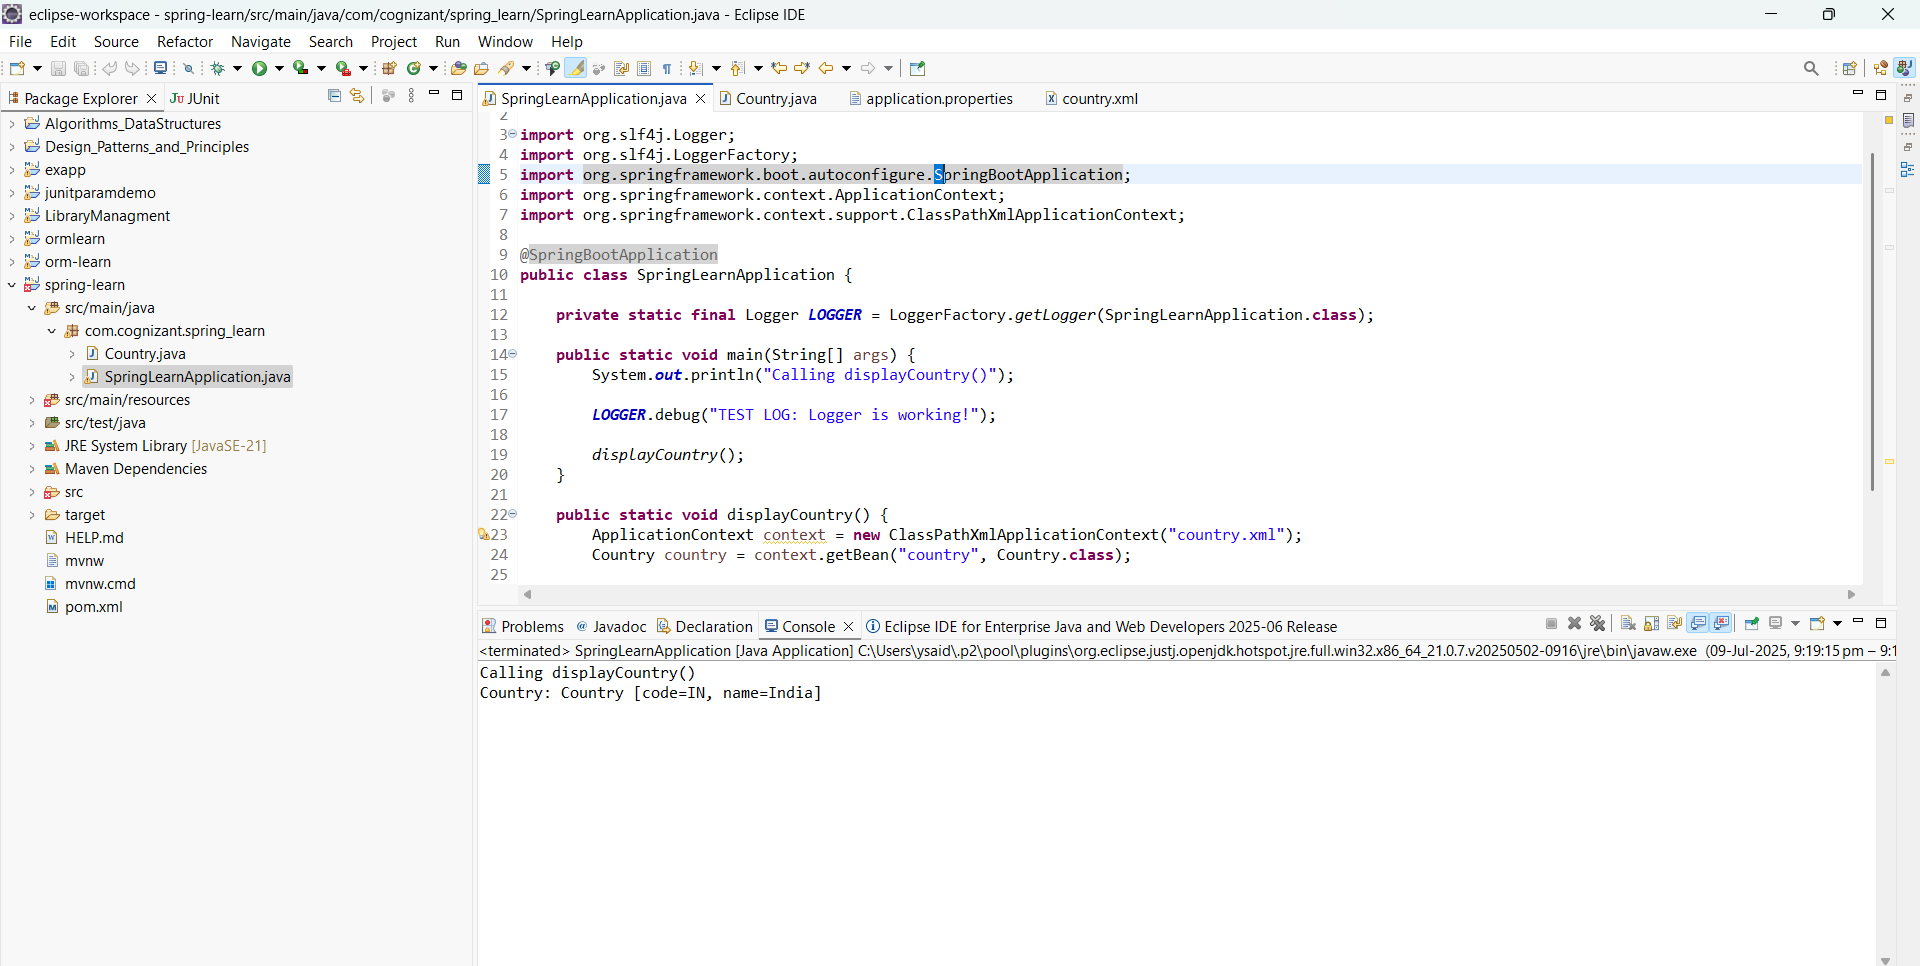 eclipse-workspace - spring-learn/src/main/java/com/cognizant/spring_learn/SpringLearnApplication.java - Eclipse IDE
File Edit Source Refactor Navigate Search Project Run Window Help
Package Explorer JUnit
Algorithms_DataStructures
Design_Patterns_and_Principles
exapp
junitparamdemo
LibraryManagment
ormlearn
orm-learn
spring-learn
src/main/java
com.cognizant.spring_learn
Country.java
SpringLearnApplication.java
src/main/resources
src/test/java
JRE System Library [JavaSE-21]
Maven Dependencies
src
target
HELP.md
mvnw
mvnw.cmd
pom.xml
SpringLearnApplication.java Country.java application.properties country.xml
2
3 import org.slf4j.Logger;
4 import org.slf4j.LoggerFactory;
5 import org.springframework.boot.autoconfigure.SpringBootApplication;
6 import org.springframework.context.ApplicationContext;
7 import org.springframework.context.support.ClassPathXmlApplicationContext;
8
9 @SpringBootApplication
10 public class SpringLearnApplication {
11
12 private static final Logger LOGGER = LoggerFactory.getLogger(SpringLearnApplication.class);
13
14 public static void main(String[] args) {
15 System.out.println("Calling displayCountry()");
16
17 LOGGER.debug("TEST LOG: Logger is working!");
18
19 displayCountry();
20 }
21
22 public static void displayCountry() {
23 ApplicationContext context = new ClassPathXmlApplicationContext("country.xml");
24 Country country = context.getBean("country", Country.class);
25
Problems Javadoc Declaration Console Eclipse IDE for Enterprise Java and Web Developers 2025-06 Release
<terminated> SpringLearnApplication [Java Application] C:\Users\ysaid\.p2\pool\plugins\org.eclipse.justj.openjdk.hotspot.jre.full.win32.x86_64_21.0.7.v20250502-0916\jre\bin\javaw.exe (09-Jul-2025, 9:19:15 pm – 9:1
Calling displayCountry()
Country: Country [code=IN, name=India]